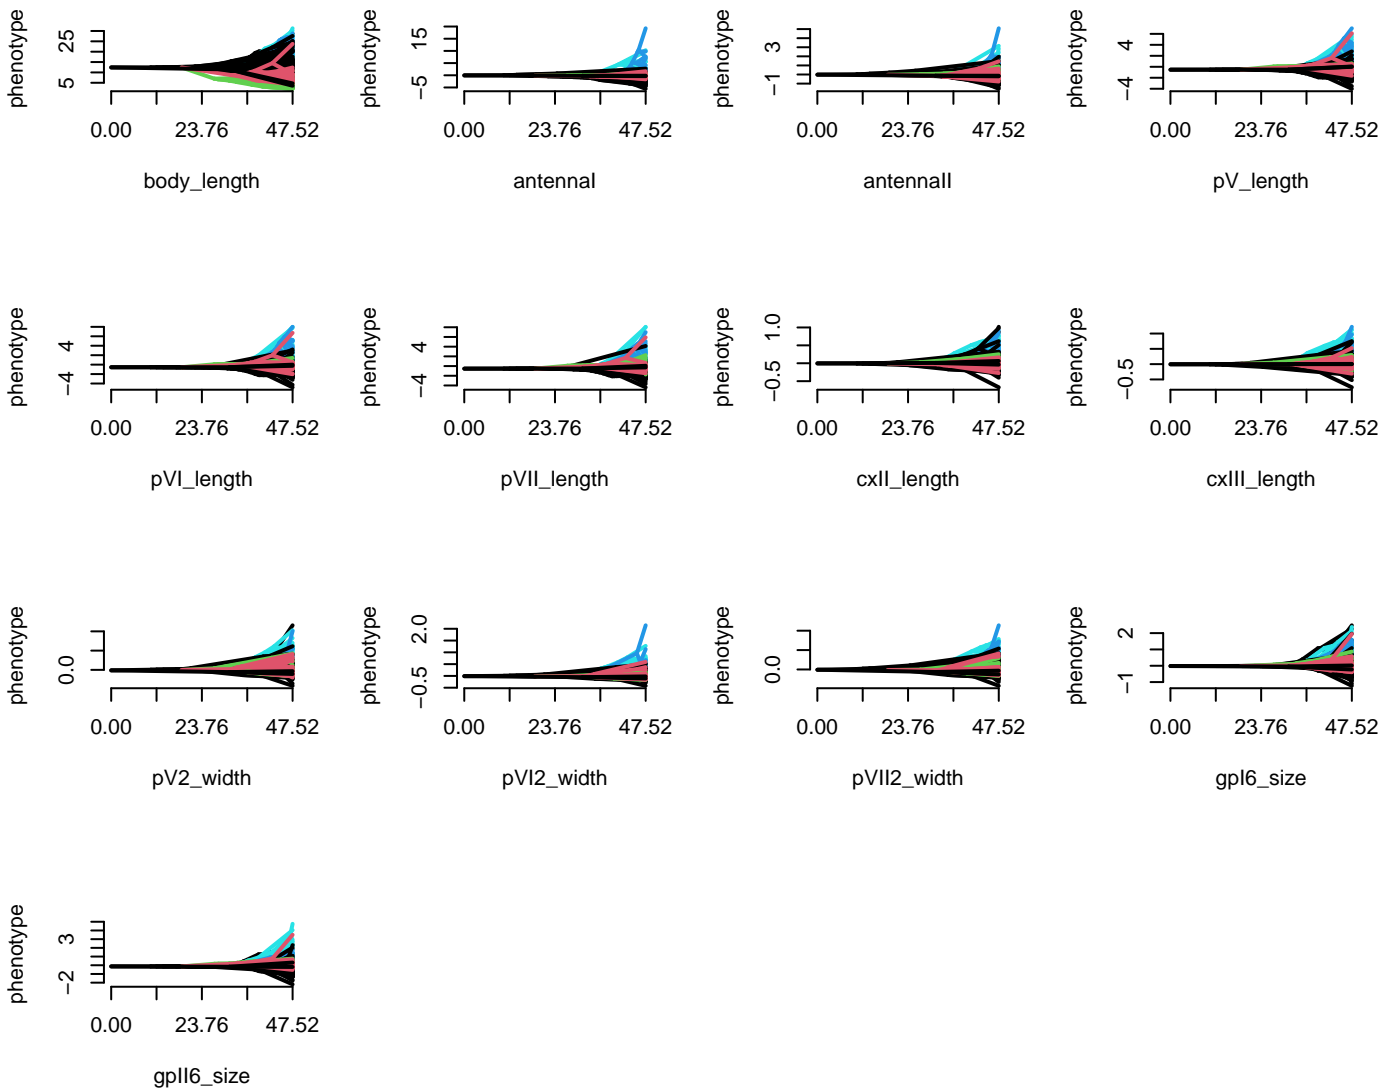 phenotype
25
5
0.00 23.76 47.52
body_length
phenotype
15
−5
0.00 23.76 47.52
antennaI
phenotype
3
−1
0.00 23.76 47.52
antennaII
phenotype
4
−4
0.00 23.76 47.52
pV_length
phenotype
4
−4
0.00 23.76 47.52
pVI_length
phenotype
4
−4
0.00 23.76 47.52
pVII_length
phenotype
1.0
−0.5
0.00 23.76 47.52
cxII_length
phenotype
−0.5
0.00 23.76 47.52
cxIII_length
phenotype
0.0
0.00 23.76 47.52
pV2_width
phenotype
2.0
−0.5
0.00 23.76 47.52
pVI2_width
phenotype
0.0
0.00 23.76 47.52
pVII2_width
phenotype
2
−1
0.00 23.76 47.52
gpI6_size
phenotype
3
−2
0.00 23.76 47.52
gpII6_size